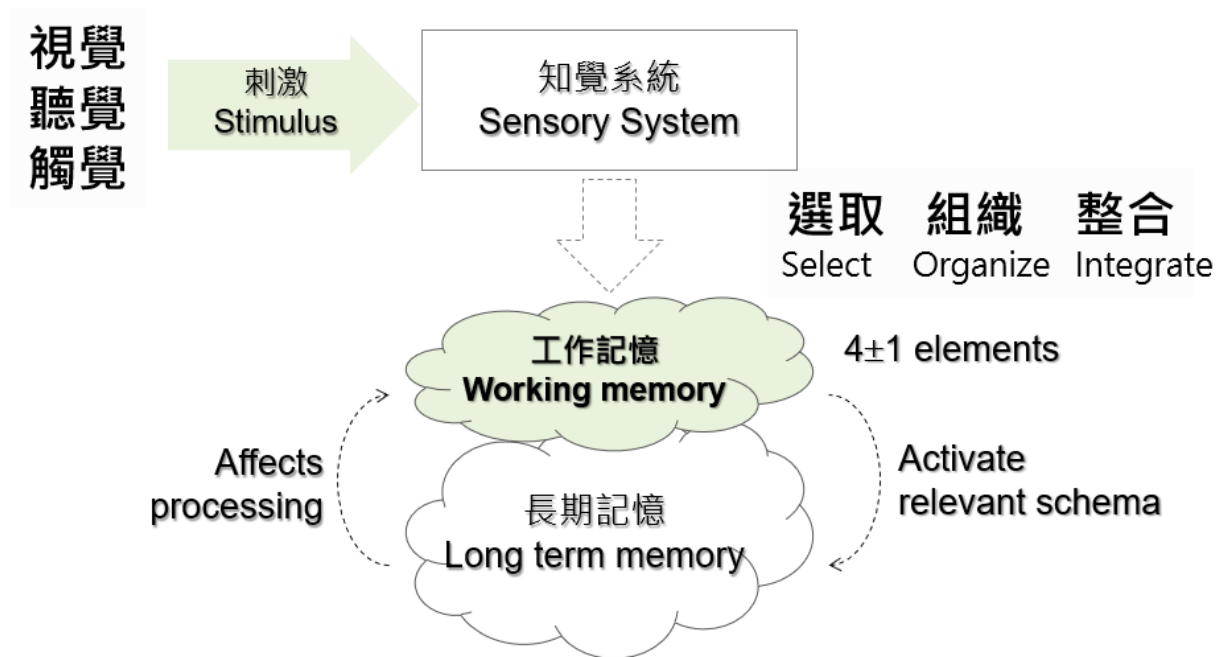 視覺
聽覺
觸覺
刺激
Stimulus
知覺系統
Sensory System
選取 組織 整合
Select Organize Integrate
工作記憶
Working memory
4±1 elements
Affects
processing
Activate
relevant schema
長期記憶
Long term memory